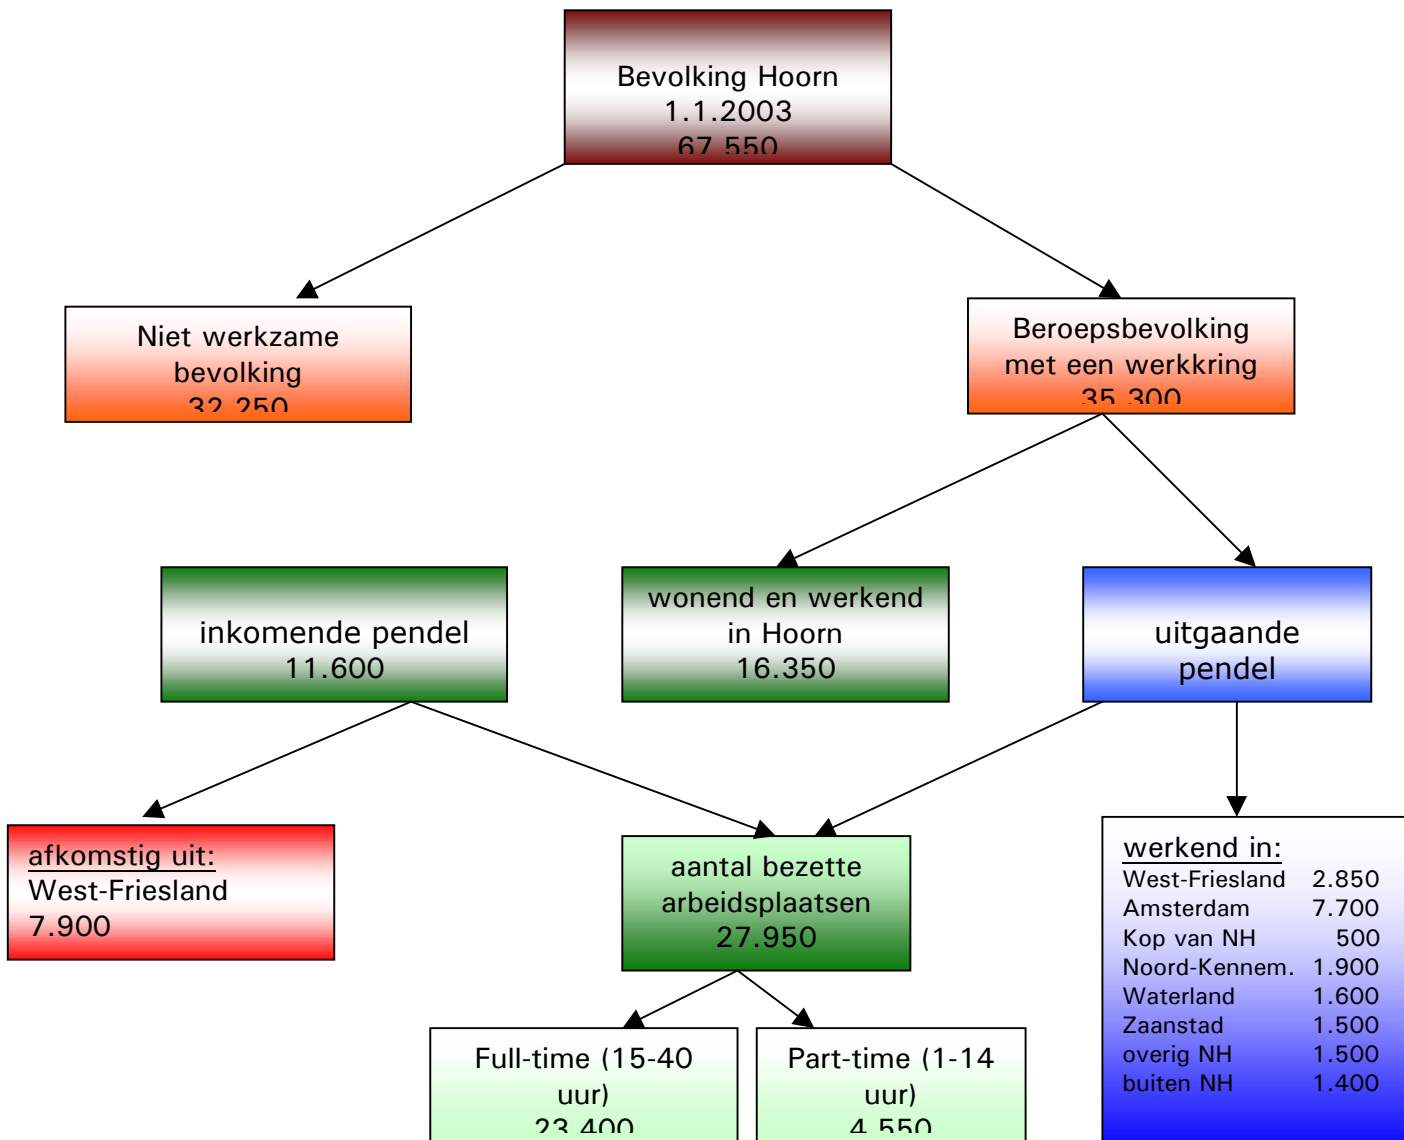 Bevolking Hoorn
1.1.2003
67.550
Niet werkzame
bevolking
32.250
Beroepsbevolking
met een werkkring
35.300
inkomende pendel
11.600
wonend en werkend
in Hoorn
16.350
uitgaande
pendel
afkomstig uit:
West-Friesland
7.900
aantal bezette
arbeidsplaatsen
27.950
werkend in:
West-Friesland 2.850
Amsterdam 7.700
Kop van NH 500
Noord-Kennem. 1.900
Waterland 1.600
Zaanstad 1.500
overig NH 1.500
buiten NH 1.400
Full-time (15-40
uur)
23.400
Part-time (1-14
uur)
4.550